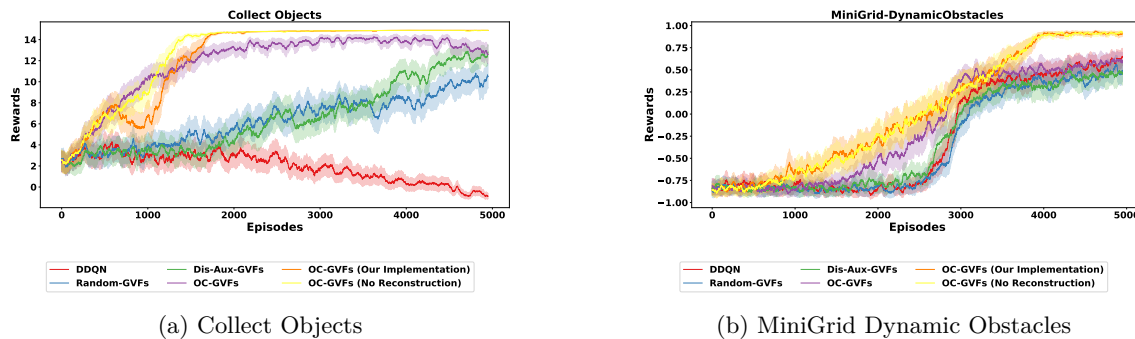 Collect Objects
14
12
10
8
6
4
2
0
Rewards
0 1000 2000 3000 4000 5000
Episodes
DDQN
Random-GVFs
Dis-Aux-GVFs
OC-GVFs
OC-GVFs (Our Implementation)
OC-GVFs (No Reconstruction)
(a) Collect Objects
MiniGrid-DynamicObstacles
1.00
0.75
0.50
0.25
0.00
−0.25
−0.50
−0.75
−1.00
Rewards
0 1000 2000 3000 4000 5000
Episodes
DDQN
Random-GVFs
Dis-Aux-GVFs
OC-GVFs
OC-GVFs (Our Implementation)
OC-GVFs (No Reconstruction)
(b) MiniGrid Dynamic Obstacles